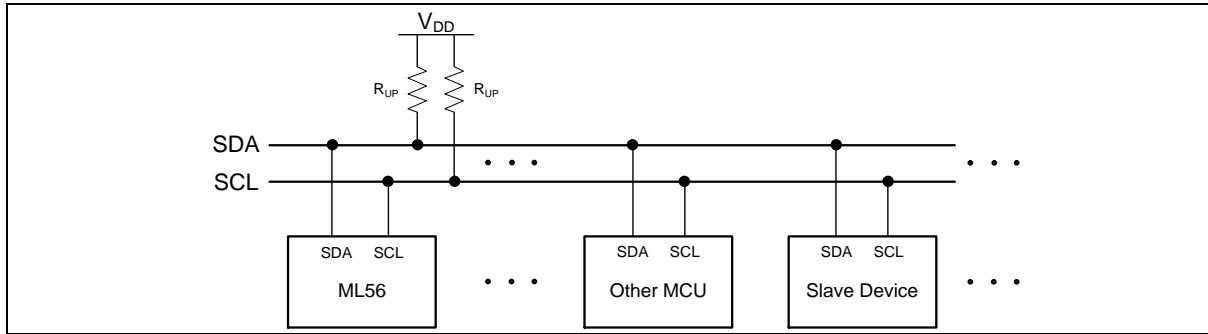 VDD
RUP RUP
SDA
SCL
SDA SCL SDA SCL SDA SCL
ML56 Other MCU Slave Device